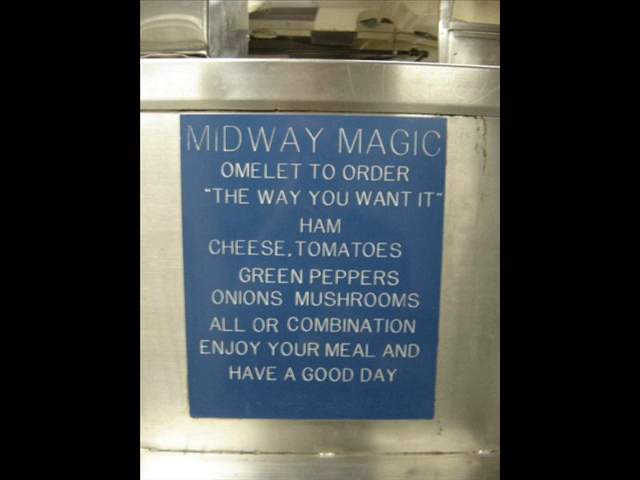 MIDWAY MAGIC
OMELET TO ORDER
"THE WAY YOU WANT IT"
HAM
CHEESE, TOMATOES
GREEN PEPPERS
ONIONS MUSHROOMS
ALL OR COMBINATION
ENJOY YOUR MEAL AND
HAVE A GOOD DAY